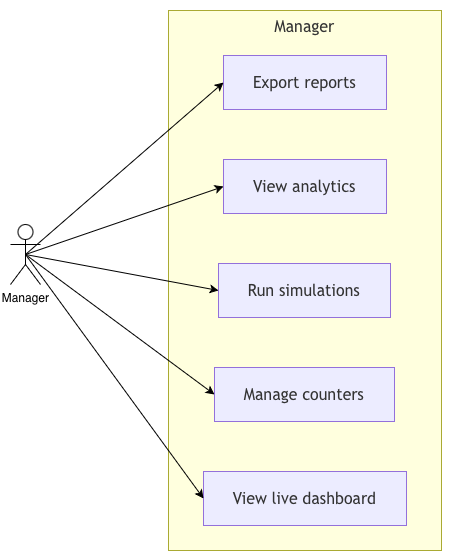 Manager
Export reports
View analytics
Run simulations
Manager
Manage counters
View live dashboard